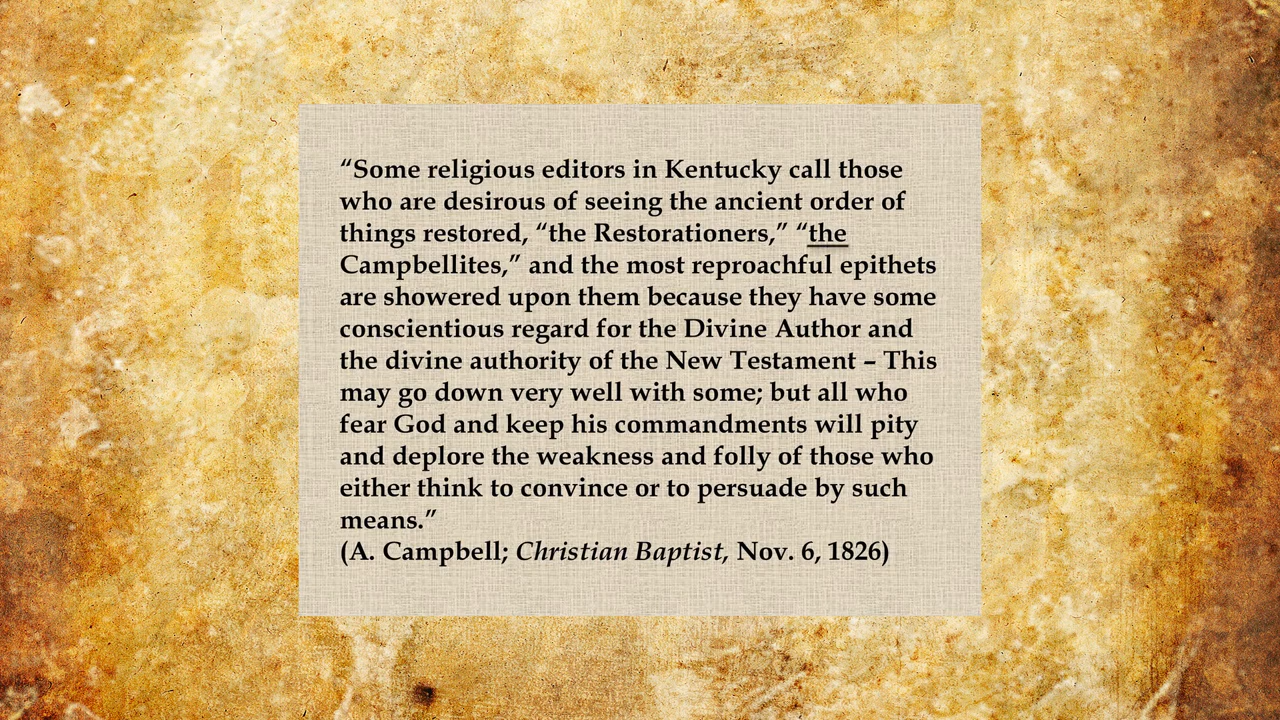 “Some religious editors in Kentucky call those
who are desirous of seeing the ancient order of
things restored, “the Restorationers,” “the
Campbellites,” and the most reproachful epithets
are showered upon them because they have some
conscientious regard for the Divine Author and
the divine authority of the New Testament – This
may go down very well with some; but all who
fear God and keep his commandments will pity
and deplore the weakness and folly of those who
either think to convince or to persuade by such
means.”
(A. Campbell; Christian Baptist, Nov. 6, 1826)